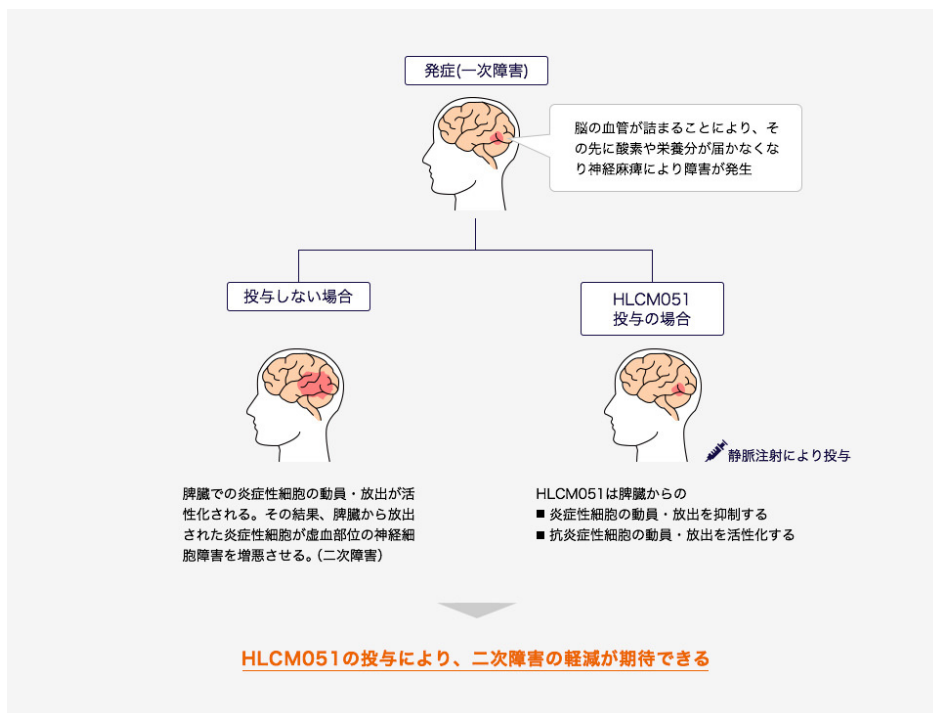 発症(一次障害)
脳の血管が詰まることにより、そ
の先に酸素や栄養分が届かなくな
り神経麻痺により障害が発生
投与しない場合
HLCM051
投与の場合
静脈注射により投与
脾臓での炎症性細胞の動員・放出が活
性化される。その結果、脾臓から放出
された炎症性細胞が虚血部位の神経細
胞障害を増悪させる。(二次障害)
HLCM051は脾臓からの
■ 炎症性細胞の動員・放出を抑制する
■ 抗炎症性細胞の動員・放出を活性化する
HLCM051の投与により、二次障害の軽減が期待できる